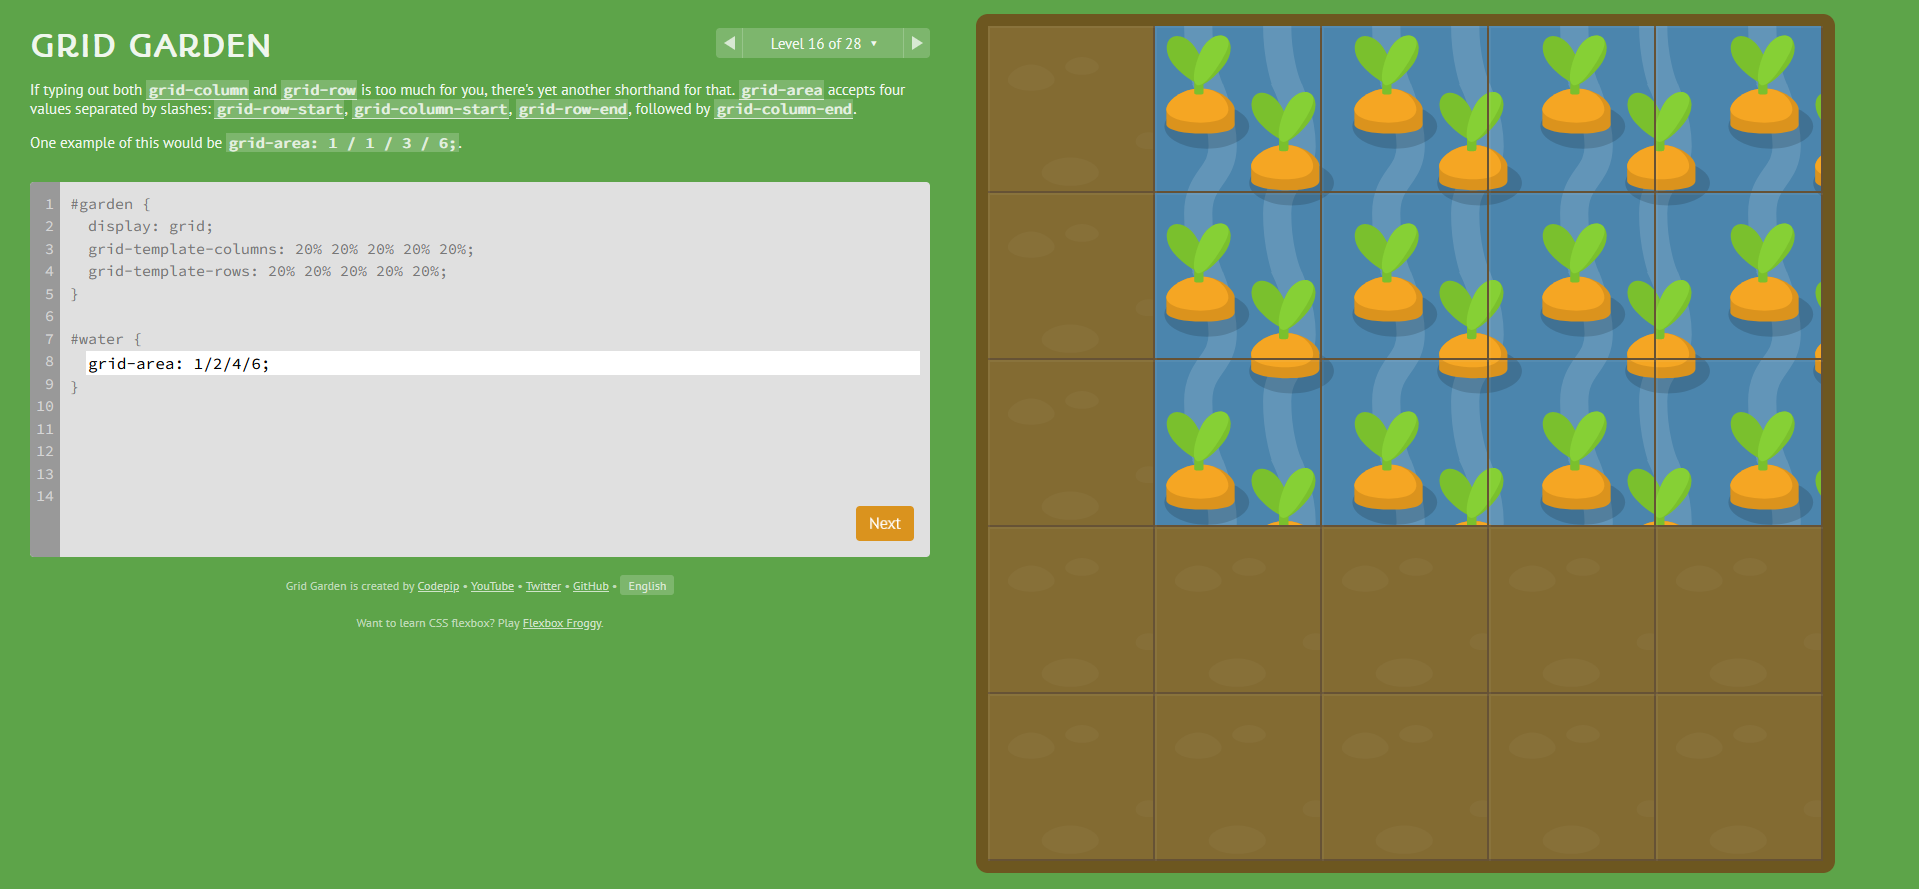 GRID GARDEN
◀ Level 16 of 28 ▼ ▶
If typing out both grid-column and grid-row is too much for you, there's yet another shorthand for that. grid-area accepts four
values separated by slashes: grid-row-start, grid-column-start, grid-row-end, followed by grid-column-end.
One example of this would be grid-area: 1 / 1 / 3 / 6;.
1 #garden {
2 display: grid;
3 grid-template-columns: 20% 20% 20% 20% 20%;
4 grid-template-rows: 20% 20% 20% 20% 20%;
5 }
6
7 #water {
8 grid-area: 1/2/4/6;
9 }
10
11
12
13
14
Next
Grid Garden is created by Codepip • YouTube • Twitter • GitHub • English
Want to learn CSS flexbox? Play Flexbox Froggy.